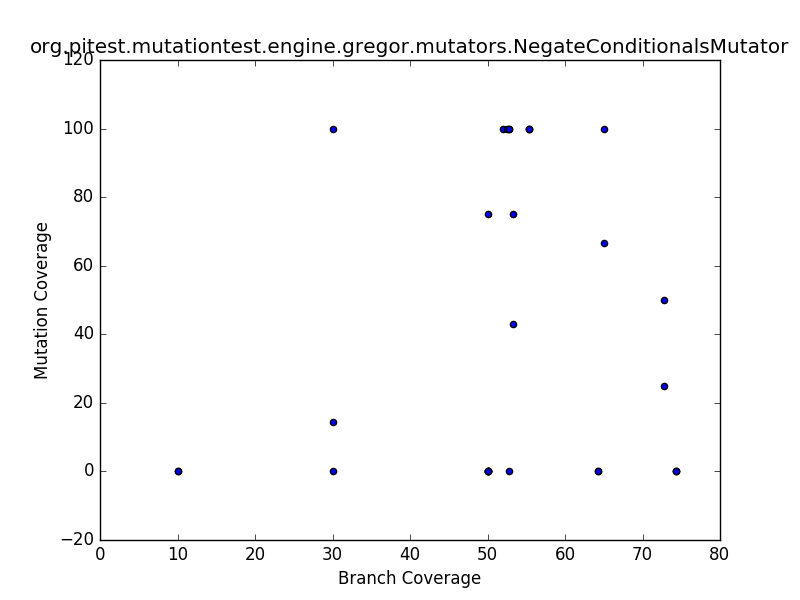 org.pitest.mutationtest.engine.gregor.mutators.NegateConditionalsMutator
120
100
80
60
40
20
0
−20
Mutation Coverage
0 10 20 30 40 50 60 70 80
Branch Coverage